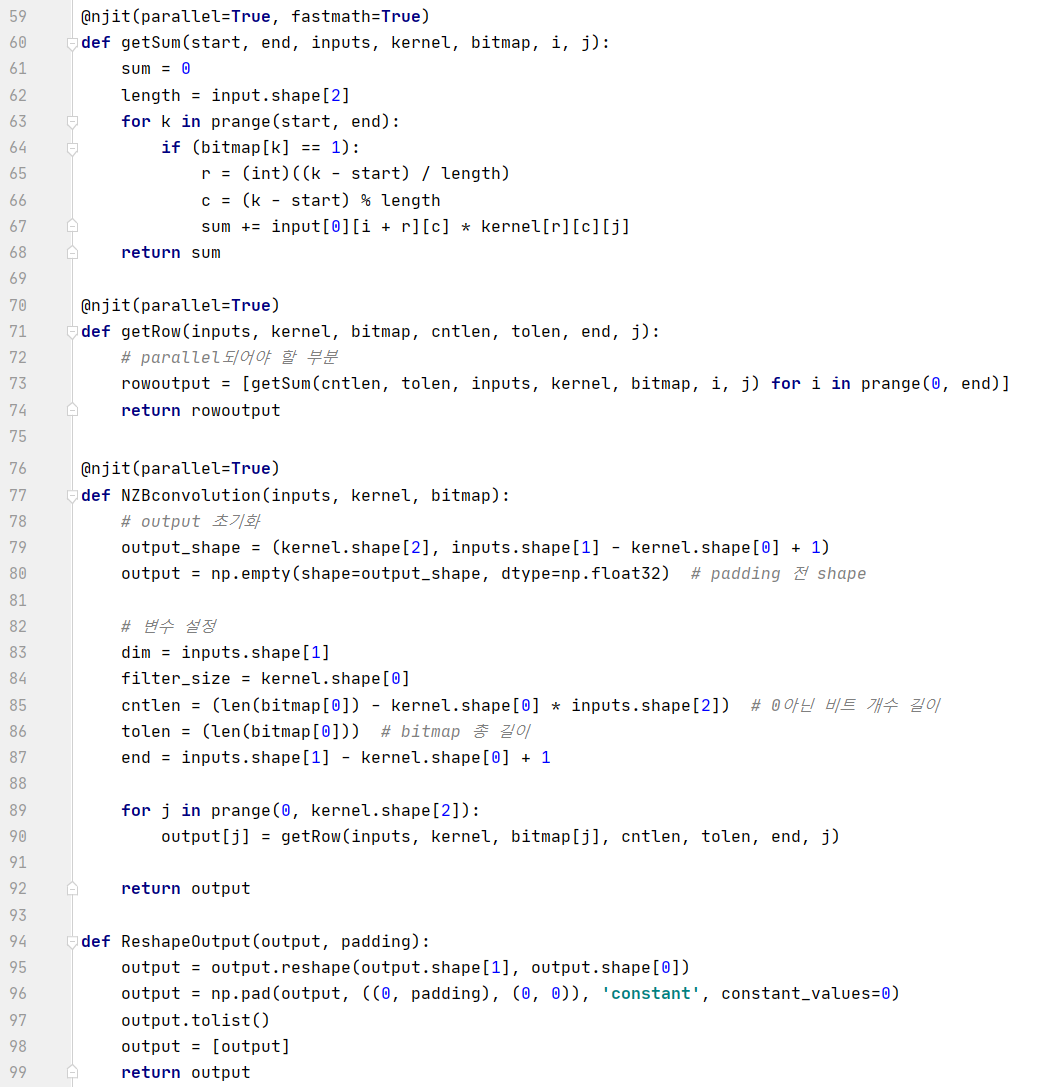 59 @njit(parallel=True, fastmath=True)
60 def getSum(start, end, inputs, kernel, bitmap, i, j):
61     sum = 0
62     length = input.shape[2]
63     for k in prange(start, end):
64         if (bitmap[k] == 1):
65             r = (int)((k - start) / length)
66             c = (k - start) % length
67             sum += input[0][i + r][c] * kernel[r][c][j]
68     return sum
69
70 @njit(parallel=True)
71 def getRow(inputs, kernel, bitmap, cntlen, tolen, end, j):
72     # parallel되어야 할 부분
73     rowoutput = [getSum(cntlen, tolen, inputs, kernel, bitmap, i, j) for i in prange(0, end)]
74     return rowoutput
75
76 @njit(parallel=True)
77 def NZBconvolution(inputs, kernel, bitmap):
78     # output 초기화
79     output_shape = (kernel.shape[2], inputs.shape[1] - kernel.shape[0] + 1)
80     output = np.empty(shape=output_shape, dtype=np.float32)  # padding 전 shape
81
82     # 변수 설정
83     dim = inputs.shape[1]
84     filter_size = kernel.shape[0]
85     cntlen = (len(bitmap[0]) - kernel.shape[0] * inputs.shape[2])  # 0아닌 비트 개수 길이
86     tolen = (len(bitmap[0]))  # bitmap 총 길이
87     end = inputs.shape[1] - kernel.shape[0] + 1
88
89     for j in prange(0, kernel.shape[2]):
90         output[j] = getRow(inputs, kernel, bitmap[j], cntlen, tolen, end, j)
91
92     return output
93
94 def ReshapeOutput(output, padding):
95     output = output.reshape(output.shape[1], output.shape[0])
96     output = np.pad(output, ((0, padding), (0, 0)), 'constant', constant_values=0)
97     output.tolist()
98     output = [output]
99     return output